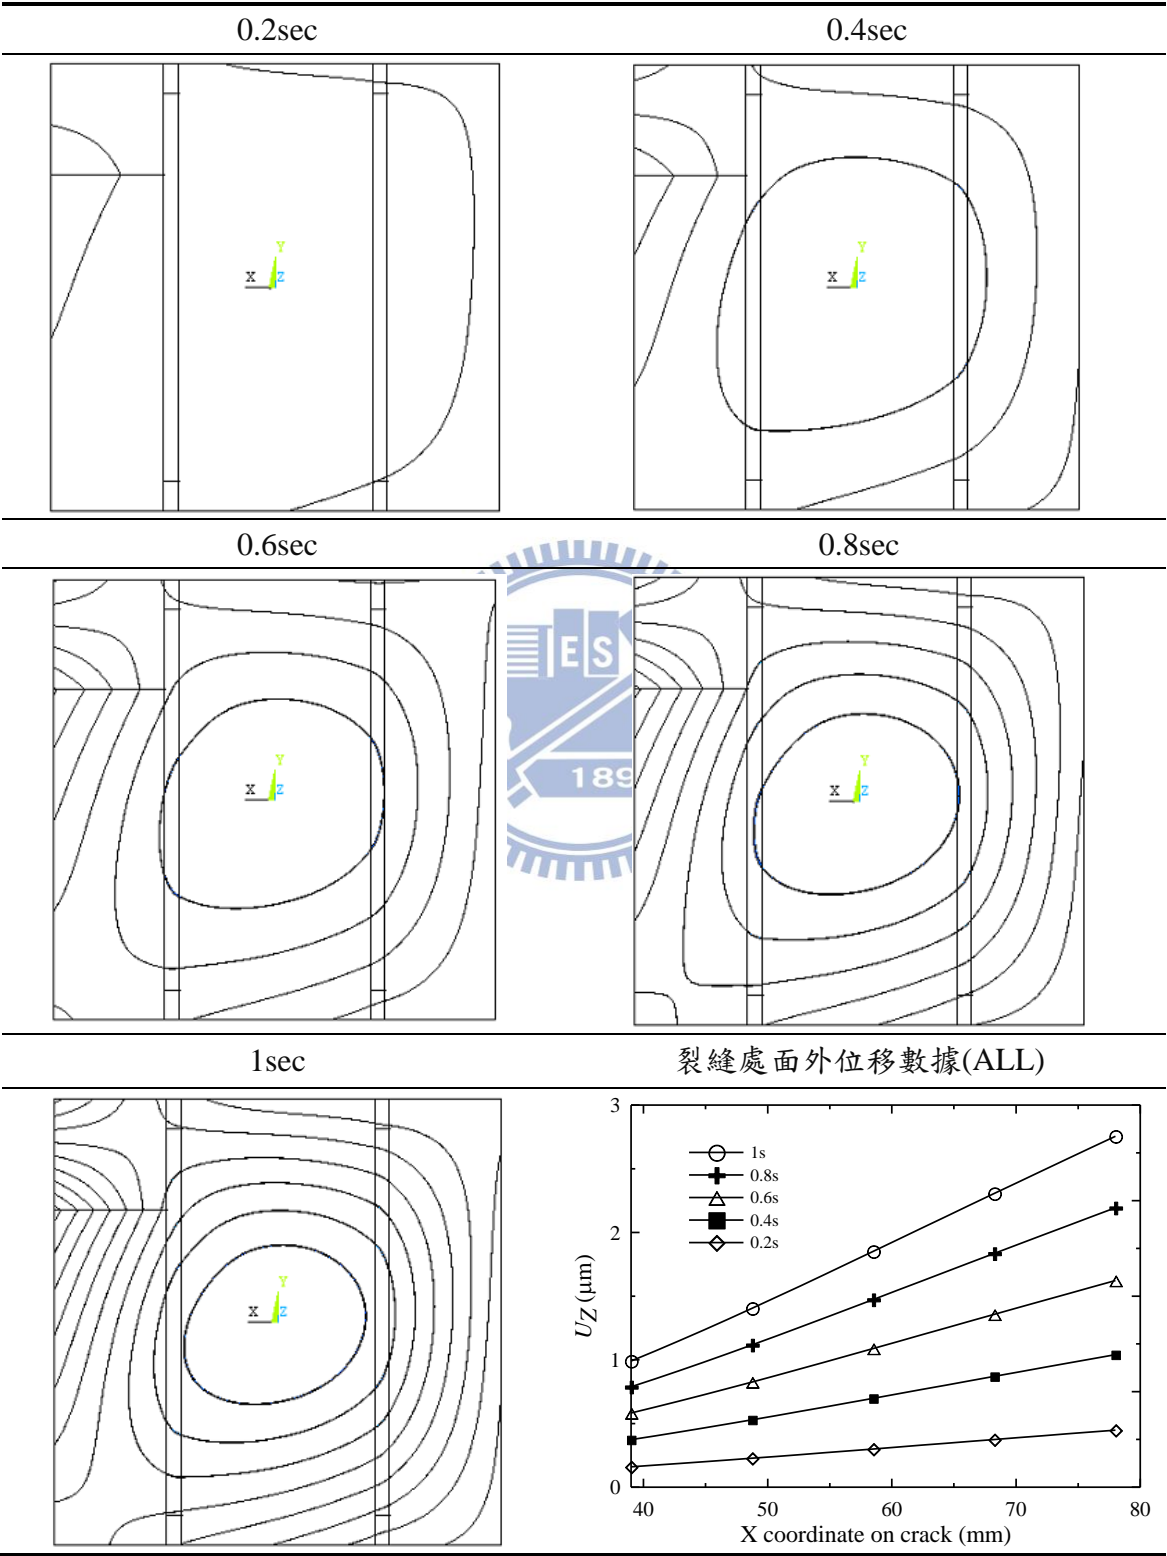 0.2sec
0.4sec
Y
X Z
Y
X Z
0.6sec
0.8sec
ES
189
Y
X Z
Y
X Z
1sec
裂縫處面外位移數據(ALL)
Y
X Z
3
2
1
0
UZ (μm)
1s
0.8s
0.6s
0.4s
0.2s
40 50 60 70 80
X coordinate on crack (mm)